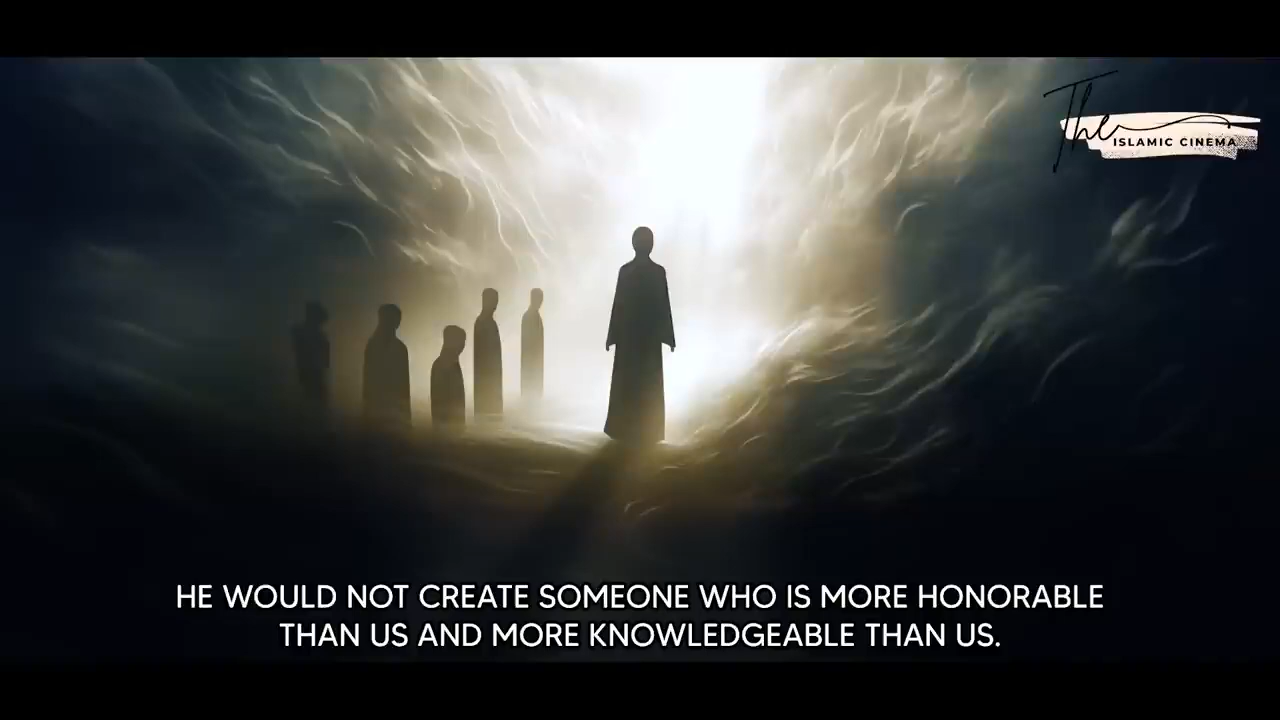 The
ISLAMIC CINEMA
HE WOULD NOT CREATE SOMEONE WHO IS MORE HONORABLE
THAN US AND MORE KNOWLEDGEABLE THAN US.